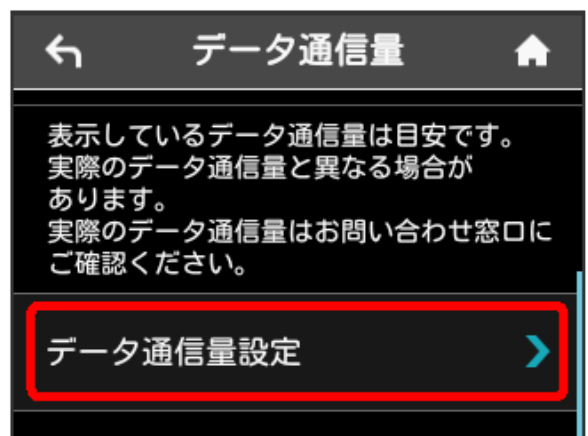 データ通信量
表示しているデータ通信量は目安です。
実際のデータ通信量と異なる場合が
あります。
実際のデータ通信量はお問い合わせ窓口に
ご確認ください。
データ通信量設定